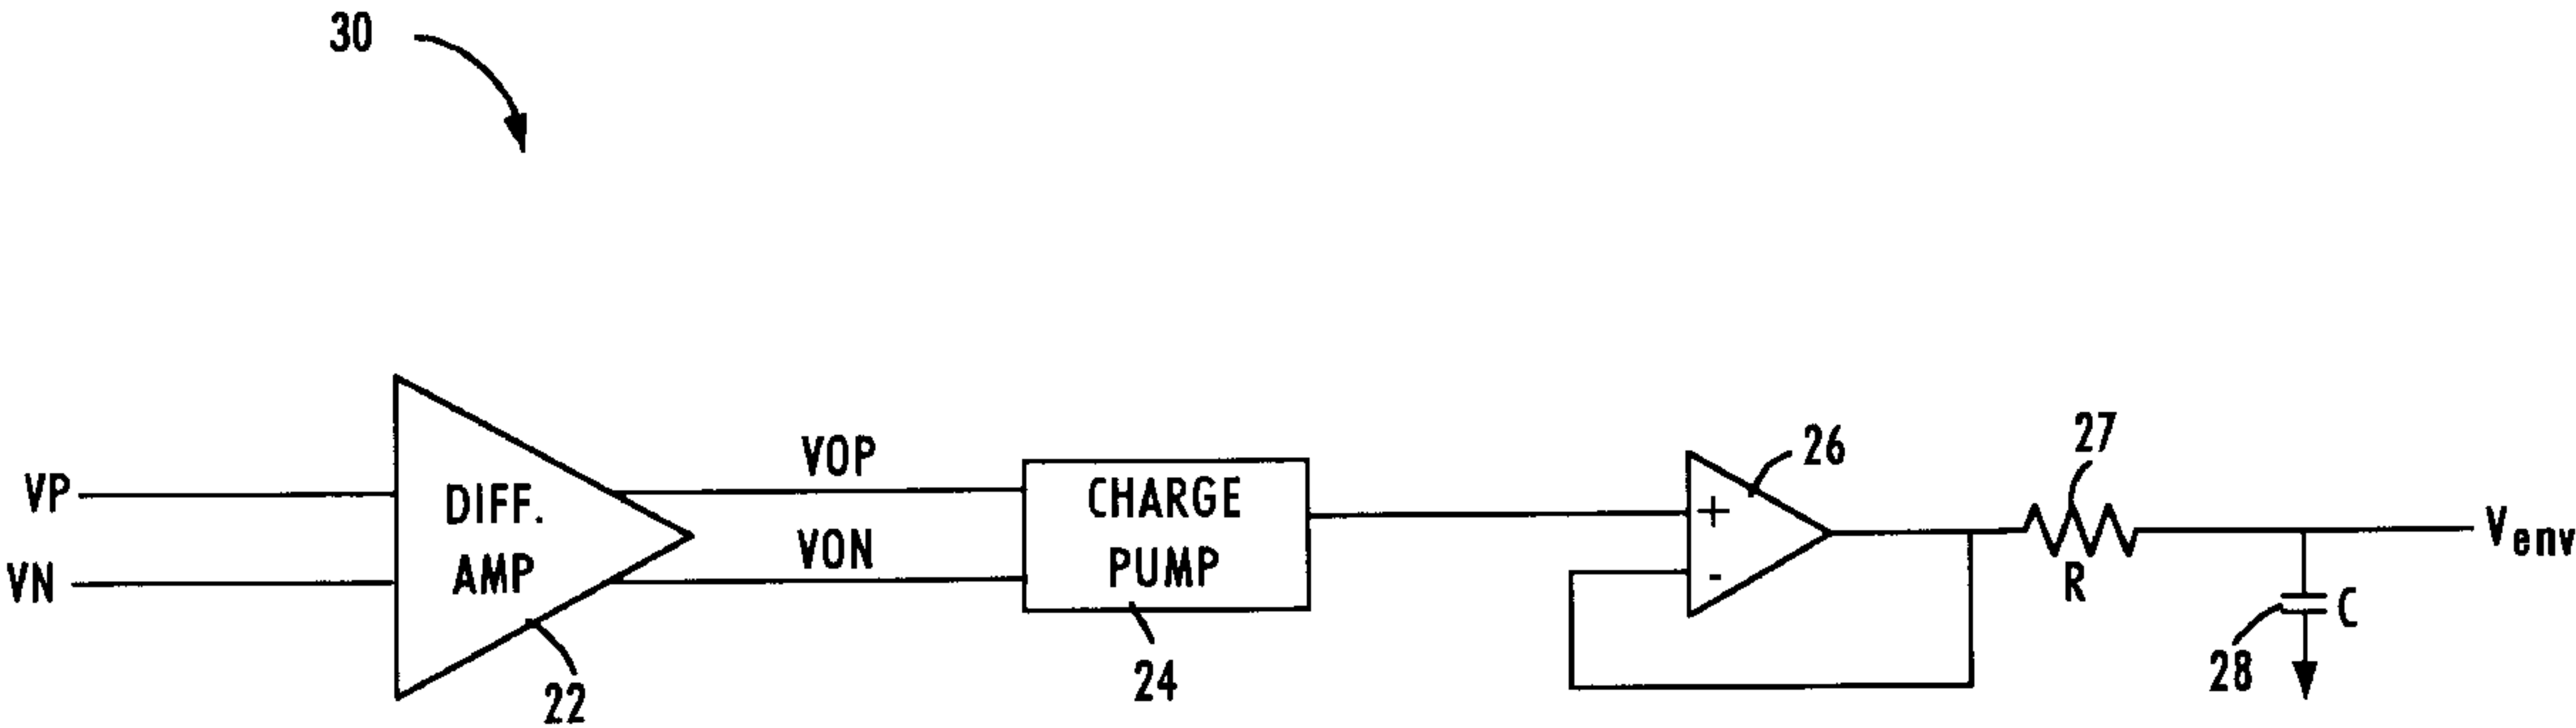 30
VP
VN
DIFF.
AMP
22
VOP
VON
CHARGE
PUMP
24
+
-
26
27
R
28
C
Venv